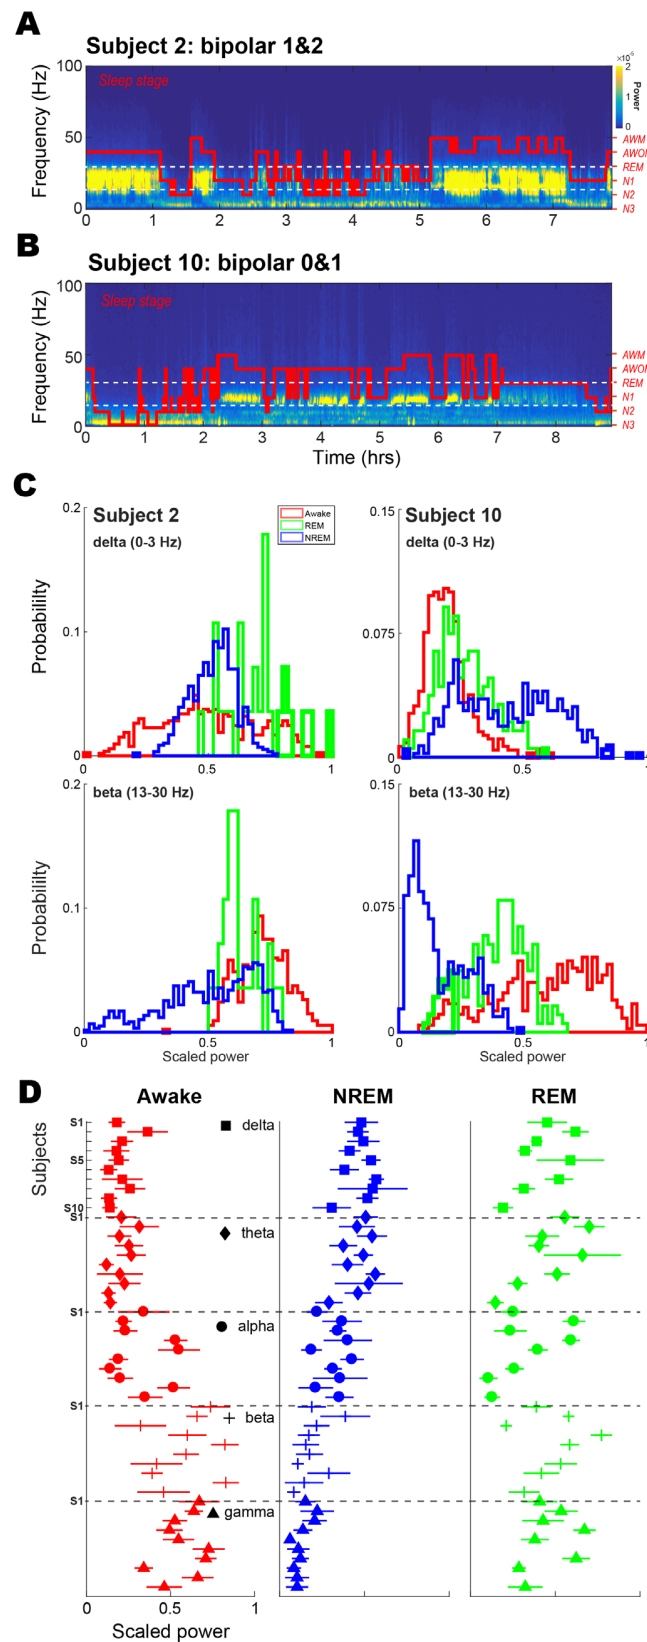 A
Subject 2: bipolar 1&2
Frequency (Hz)
100
50
0
Sleep stage
×10⁻⁵
2
1
0
Power
AWM
AWOM
REM
N1
N2
N3
0 1 2 3 4 5 6 7
B
Subject 10: bipolar 0&1
Frequency (Hz)
100
50
0
Sleep stage
AWM
AWOM
REM
N1
N2
N3
0 1 2 3 4 5 6 7 8
Time (hrs)
C
Subject 2
delta (0-3 Hz)
Awake
REM
NREM
Probabililty
0.2
0.1
0
0 0.5 1
Subject 10
delta (0-3 Hz)
0.15
0.075
0
0 0.5 1
beta (13-30 Hz)
Probabililty
0.2
0.1
0
0 0.5 1
Scaled power
beta (13-30 Hz)
0.15
0.075
0
0 0.5 1
Scaled power
D
Awake NREM REM
Subjects
S1
S5
S10
S1
S1
S1
S1
delta
theta
alpha
beta
gamma
0 0.5 1
Scaled power